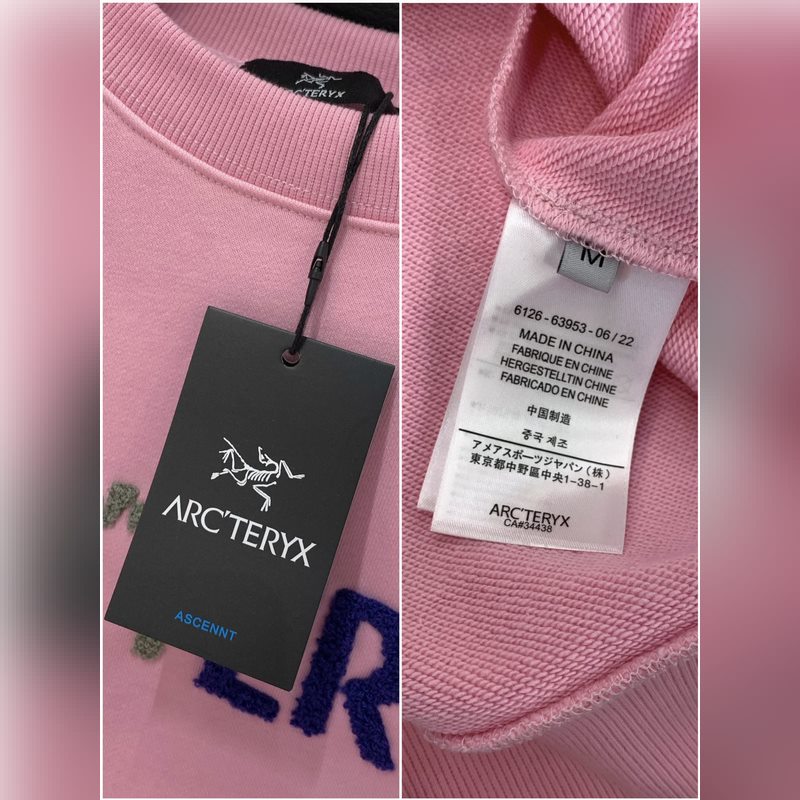 ARC'TERYX
ARC'TERYX
ASCENNT
ER
M
6126-63953-06/22
MADE IN CHINA
FABRIQUE EN CHINE
HERGESTELLTIN CHINE
FABRICADO EN CHINE
中国制造
중국 제조
アメアスポーツジャパン(株)
東京都中野區中央1-38-1
ARC'TERYX
CA#34438